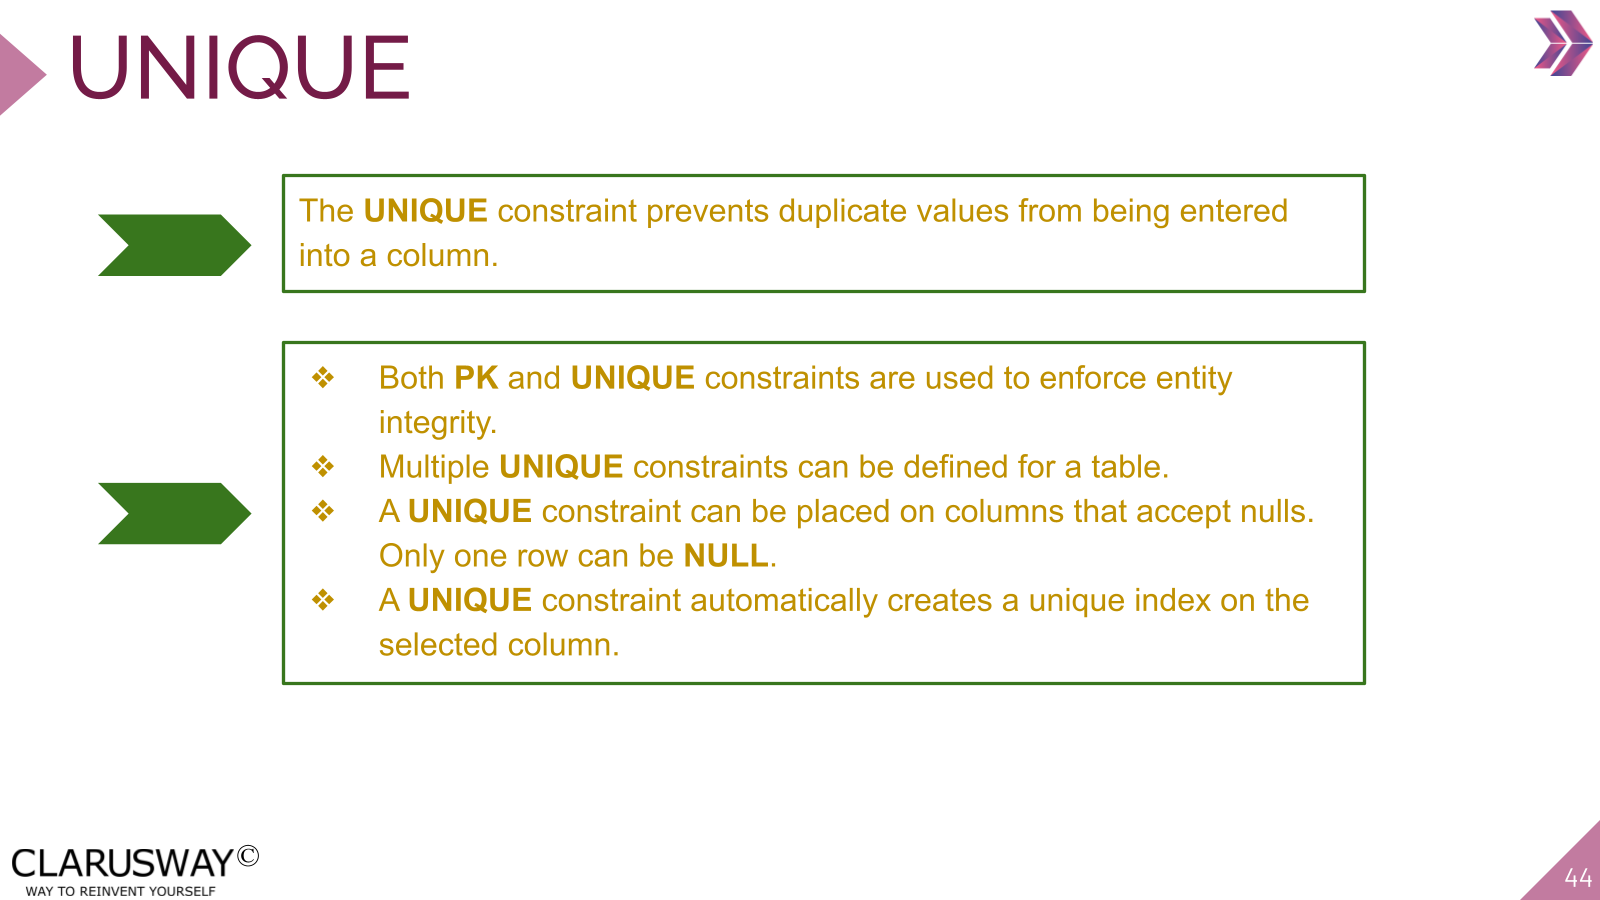 UNIQUE
The UNIQUE constraint prevents duplicate values from being entered
into a column.
❖ Both PK and UNIQUE constraints are used to enforce entity
integrity.
❖ Multiple UNIQUE constraints can be defined for a table.
❖ A UNIQUE constraint can be placed on columns that accept nulls.
Only one row can be NULL.
❖ A UNIQUE constraint automatically creates a unique index on the
selected column.
CLARUSWAY©
WAY TO REINVENT YOURSELF
44